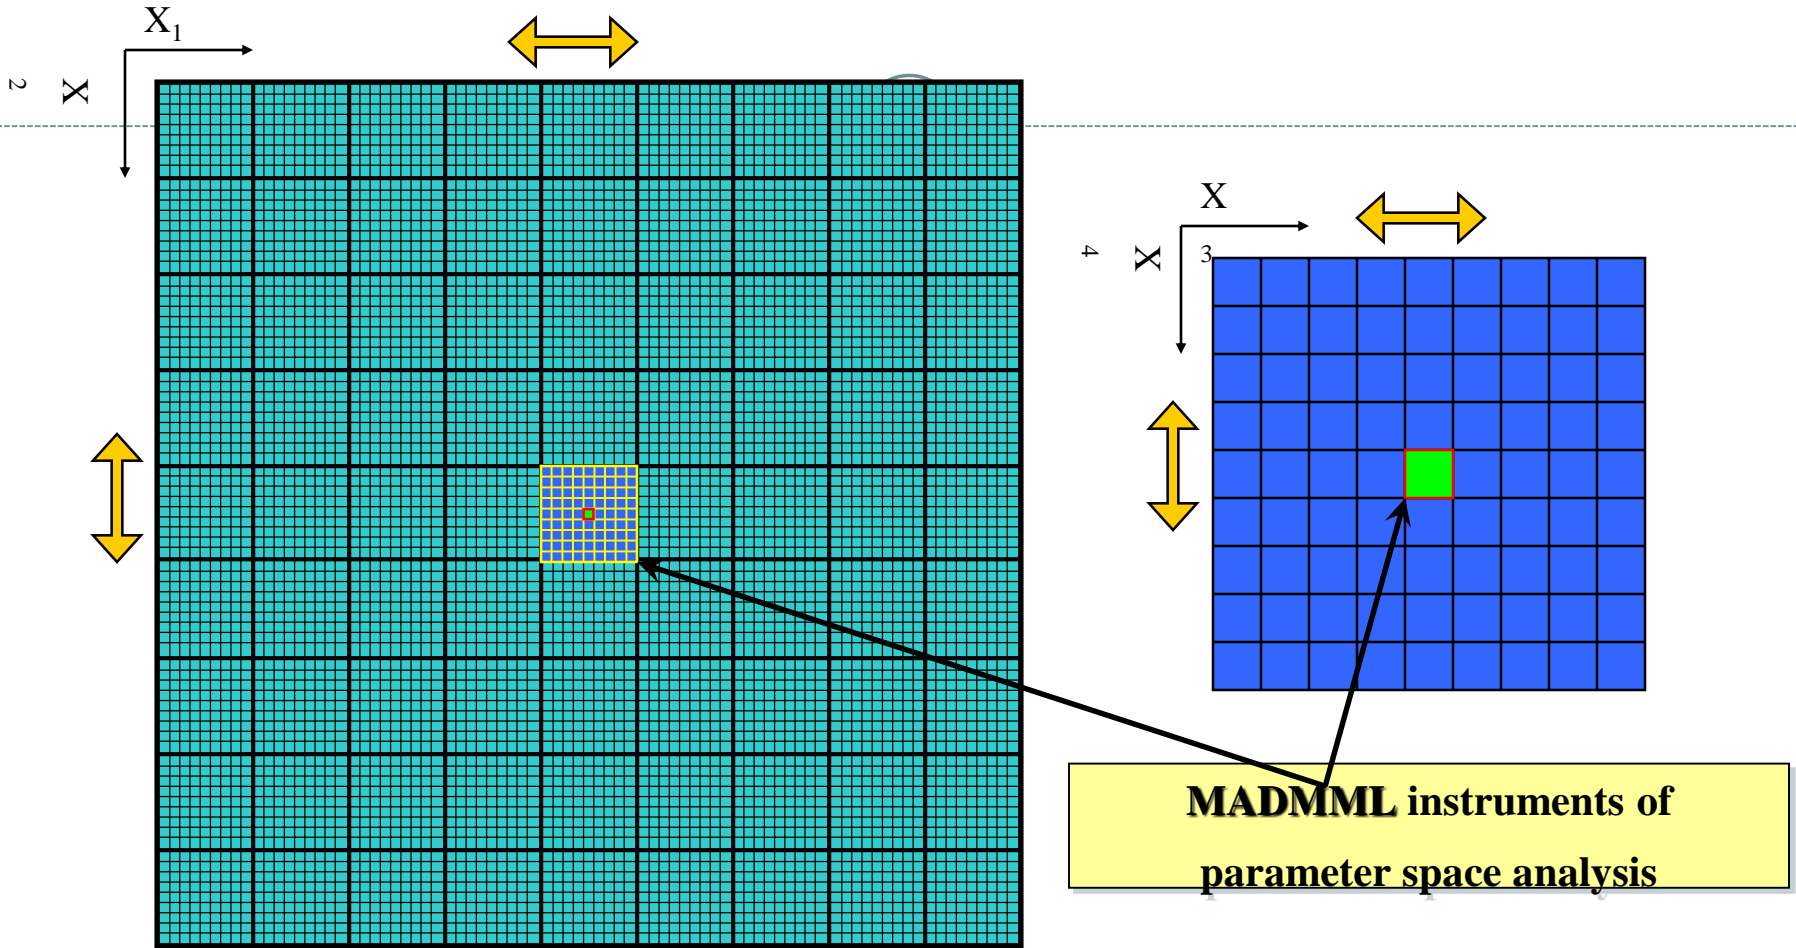 X1
X2
X3
X4
MADMML instruments of
parameter space analysis